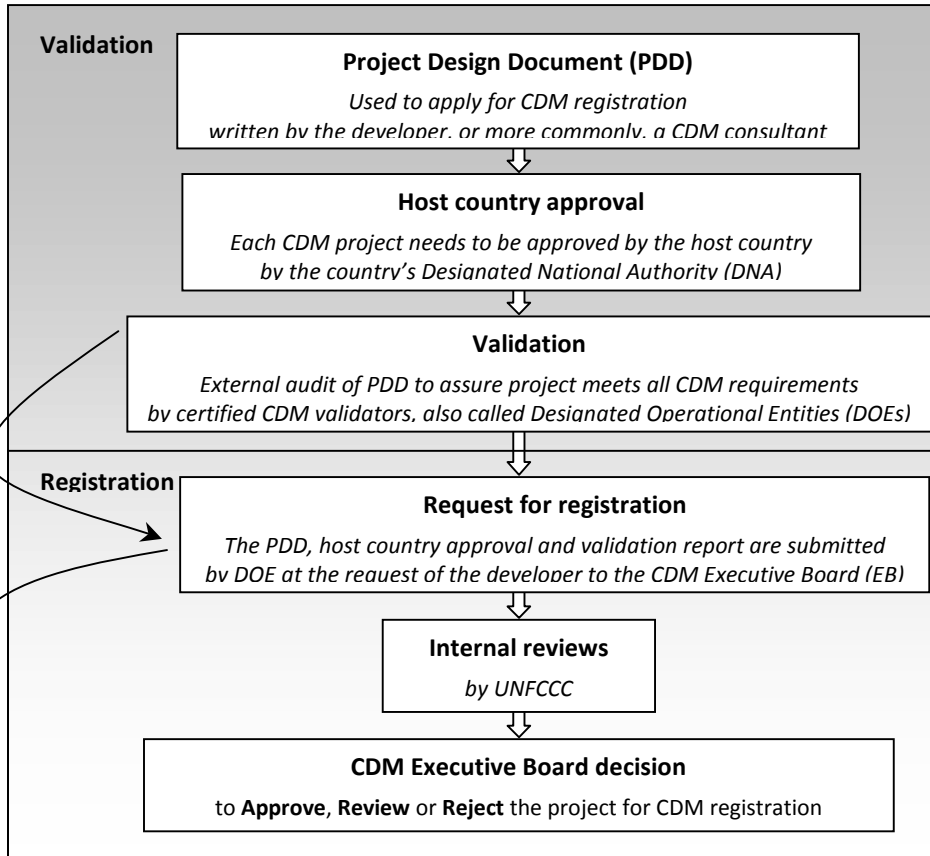 Validation
Project Design Document (PDD)
Used to apply for CDM registration
written by the developer, or more commonly, a CDM consultant
Host country approval
Each CDM project needs to be approved by the host country
by the country's Designated National Authority (DNA)
Validation
External audit of PDD to assure project meets all CDM requirements
by certified CDM validators, also called Designated Operational Entities (DOEs)
Registration
Request for registration
The PDD, host country approval and validation report are submitted
by DOE at the request of the developer to the CDM Executive Board (EB)
Internal reviews
by UNFCCC
CDM Executive Board decision
to Approve, Review or Reject the project for CDM registration